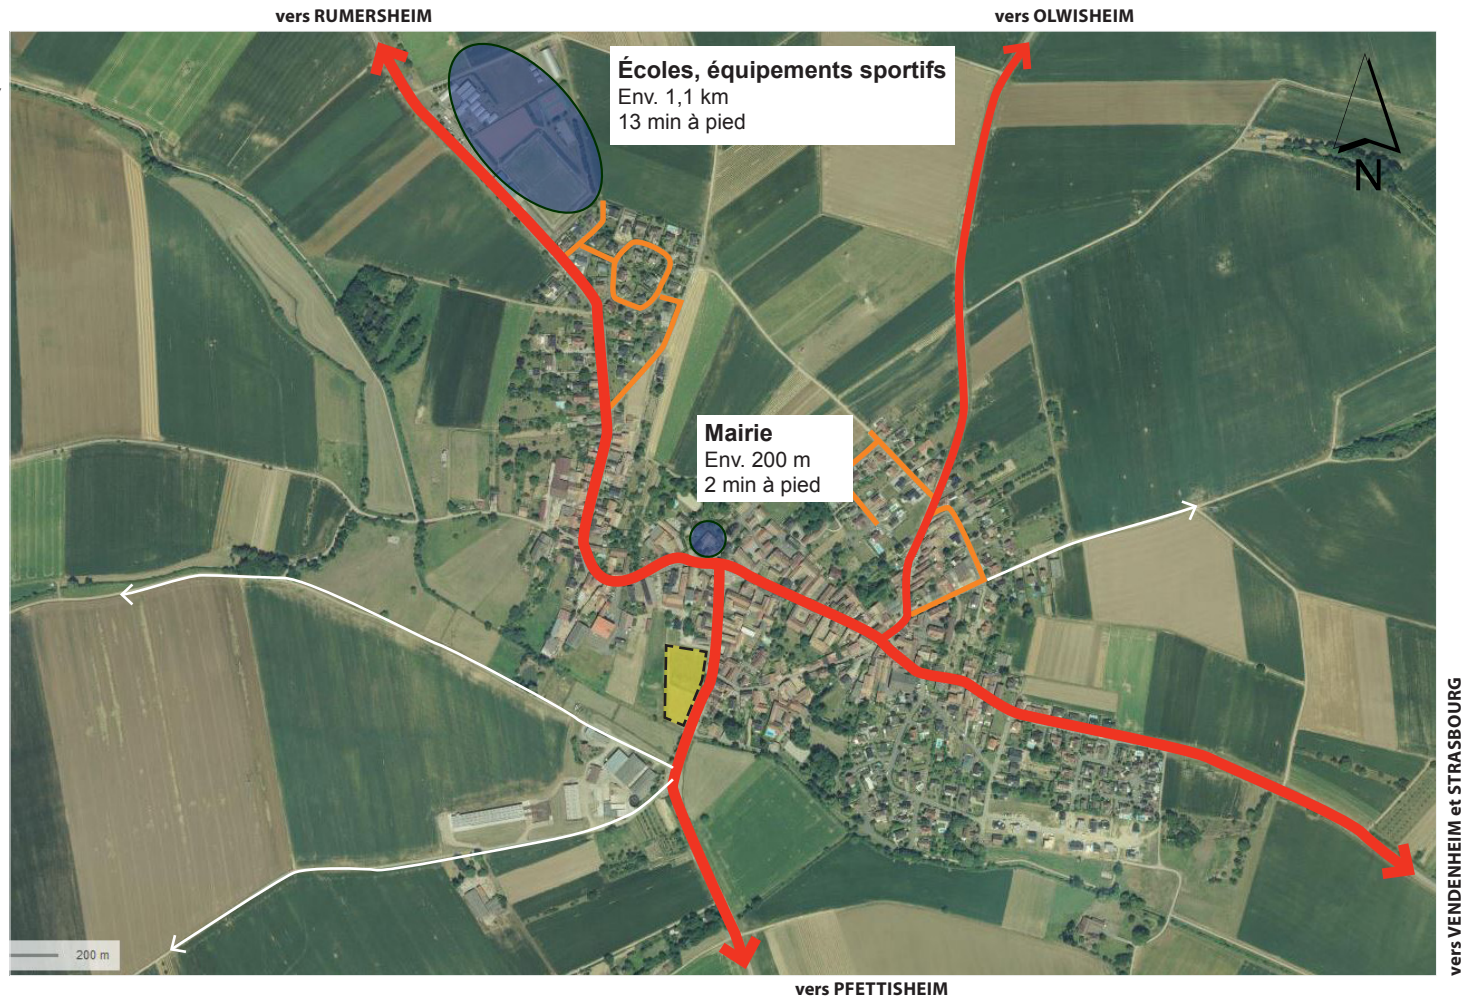 vers RUMERSHEIM
vers OLWISHEIM
Écoles, équipements sportifs
Env. 1,1 km
13 min à pied
N
Mairie
Env. 200 m
2 min à pied
vers VENDENHEIM et STRASBOURG
200 m
vers PFETTISHEIM